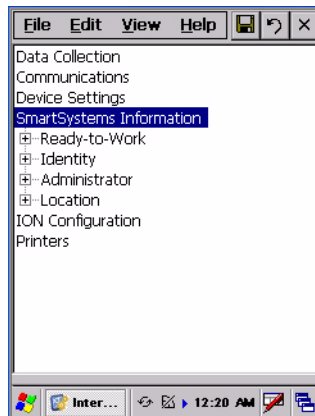 File Edit View Help
Data Collection
Communications
Device Settings
SmartSystems Information
Ready-to-Work
Identity
Administrator
Location
ION Configuration
Printers
Inter... 12:20 AM